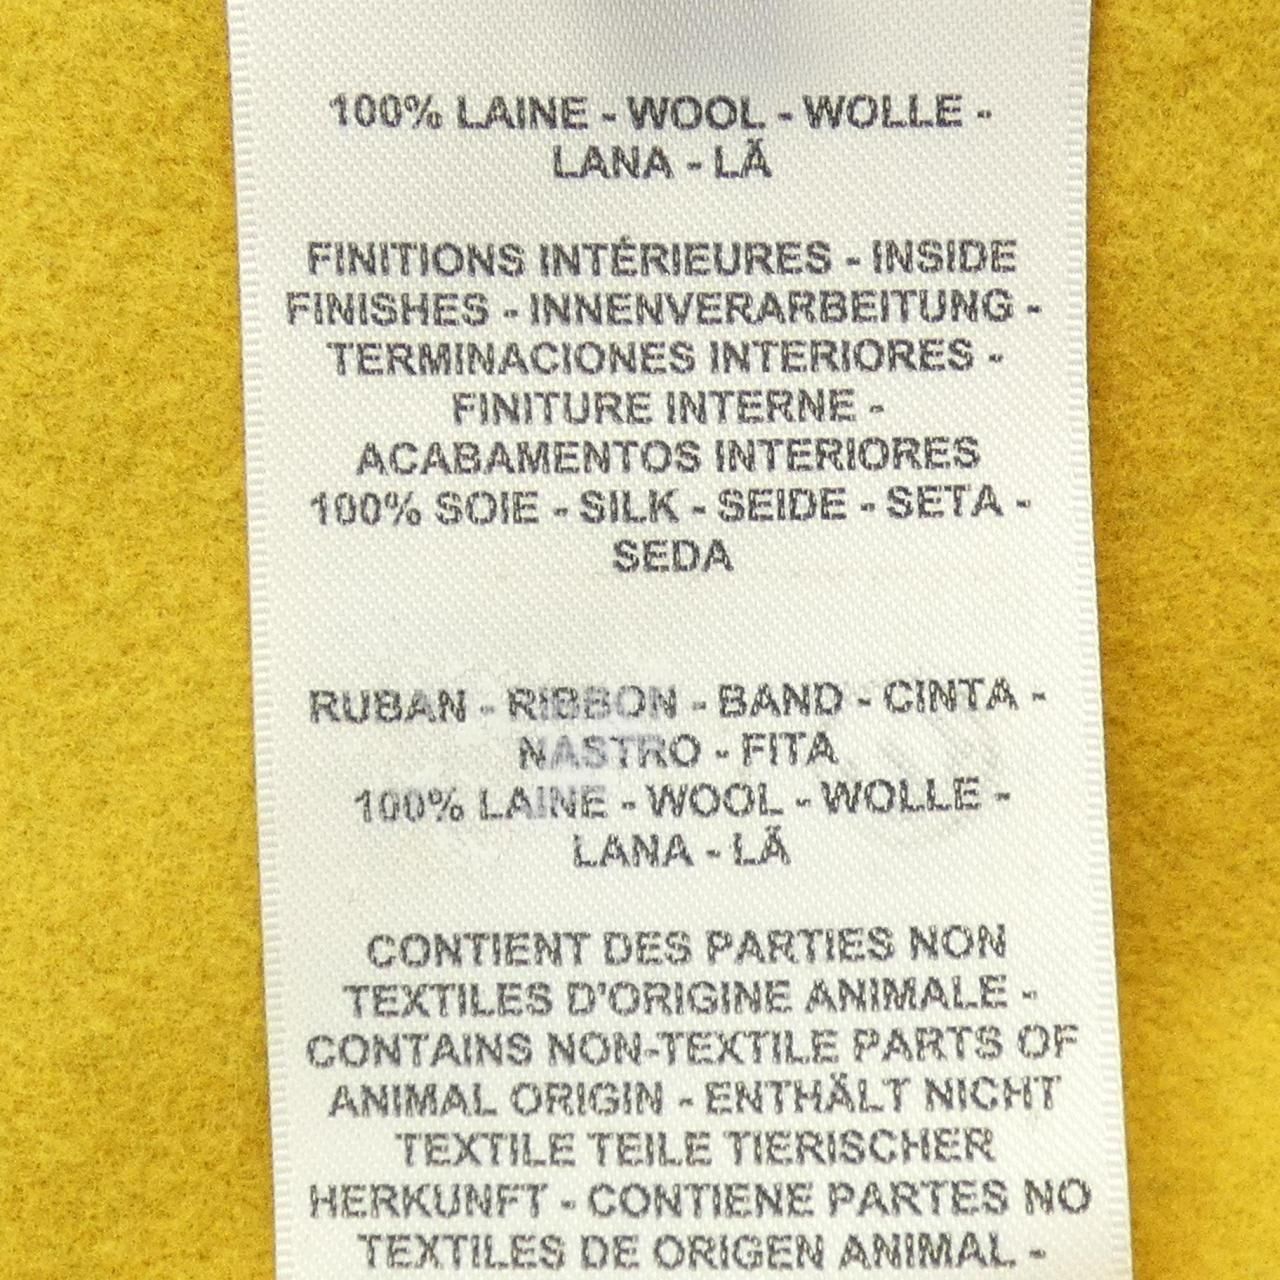 100% LAINE - WOOL - WOLLE -
LANA - LÃ
FINITIONS INTÉRIEURES - INSIDE
FINISHES - INNENVERARBEITUNG -
TERMINACIONES INTERIORES -
FINITURE INTERNE -
ACABAMENTOS INTERIORES
100% SOIE - SILK - SEIDE - SETA -
SEDA
RUBAN - RIBBON - BAND - CINTA -
NASTRO - FITA
100% LAINE - WOOL - WOLLE -
LANA - LÃ
CONTIENT DES PARTIES NON
TEXTILES D'ORIGINE ANIMALE -
CONTAINS NON-TEXTILE PARTS OF
ANIMAL ORIGIN - ENTHÄLT NICHT
TEXTILE TEILE TIERISCHER
HERKUNFT - CONTIENE PARTES NO
TEXTILES DE ORIGEN ANIMAL -